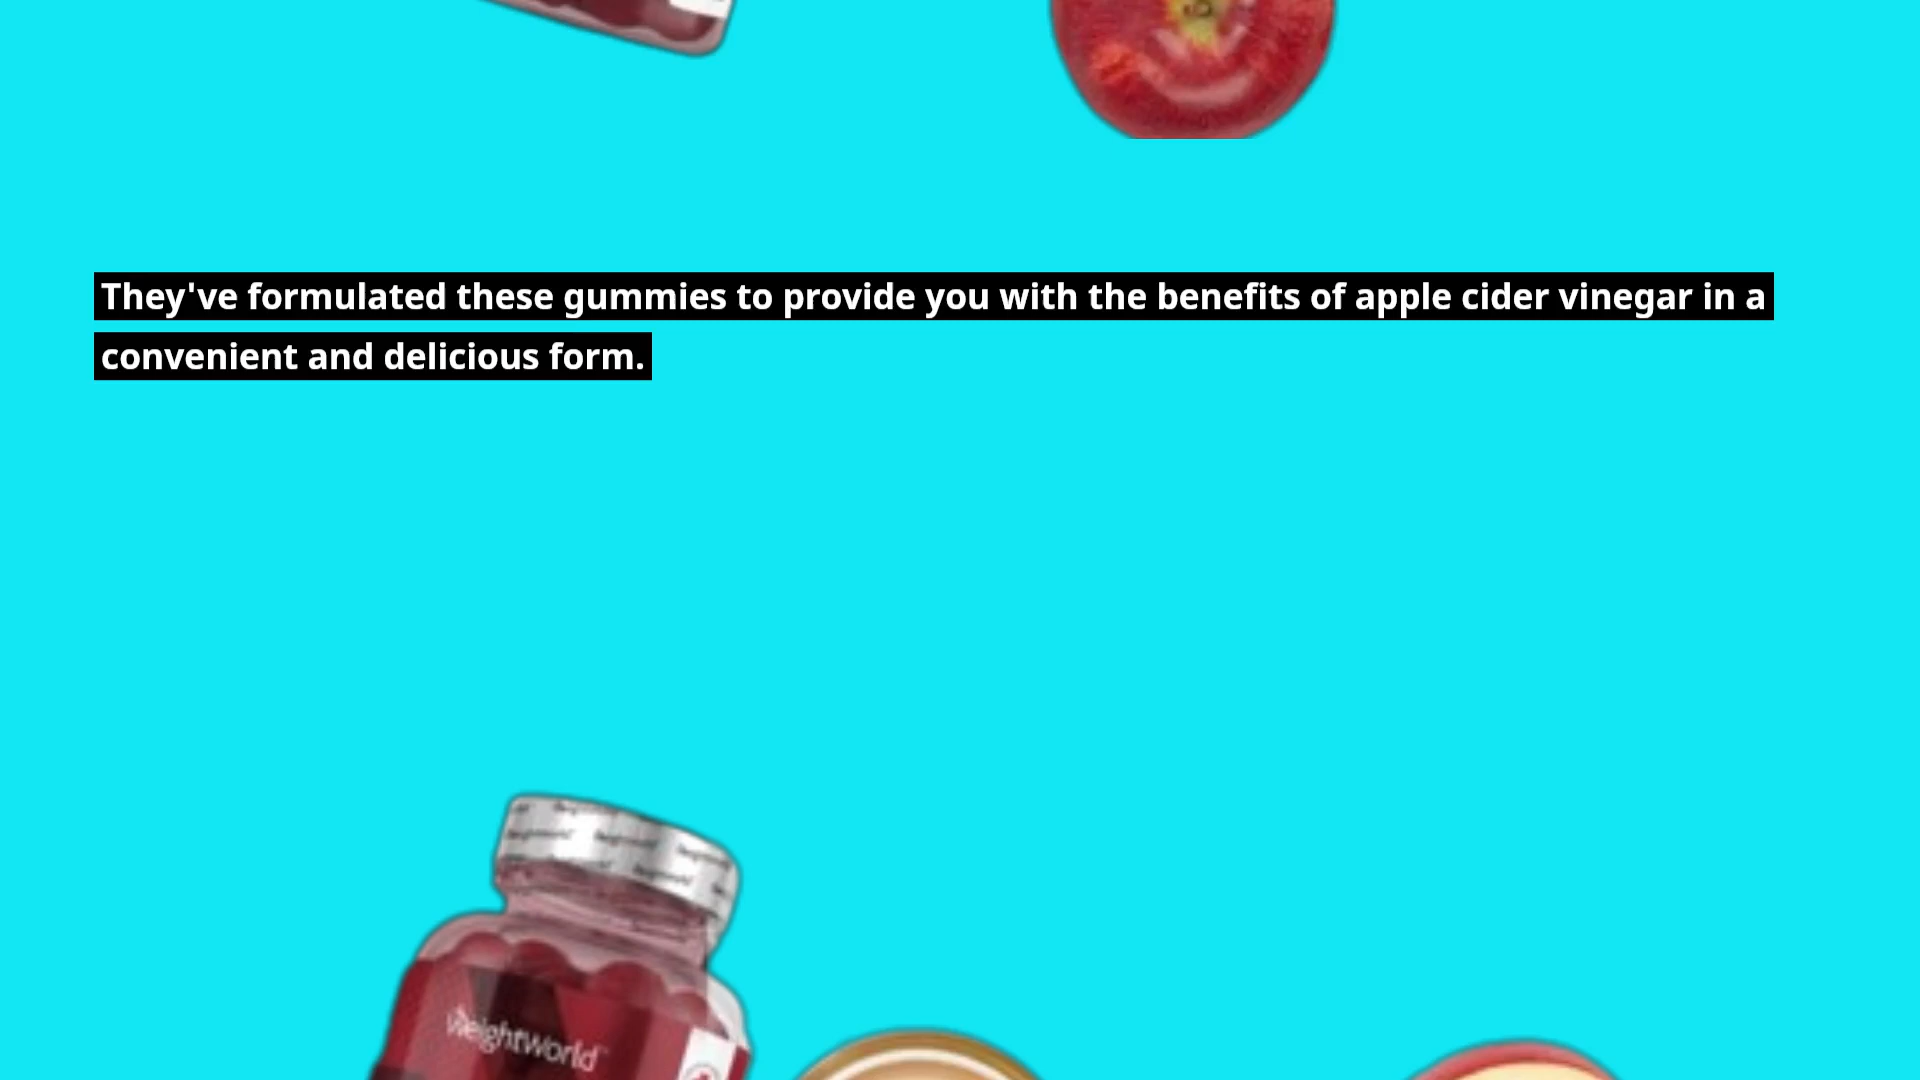 They've formulated these gummies to provide you with the benefits of apple cider vinegar in a
convenient and delicious form.
WeightWorld™